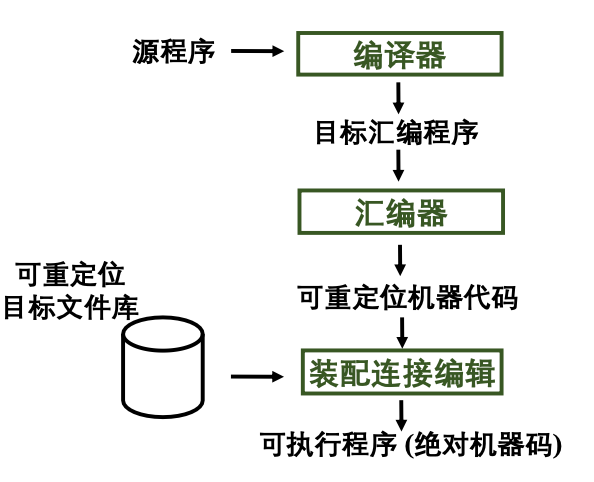 源程序
编译器
目标汇编程序
汇编器
可重定位
目标文件库
可重定位机器代码
装配连接编辑
可执行程序 (绝对机器码)